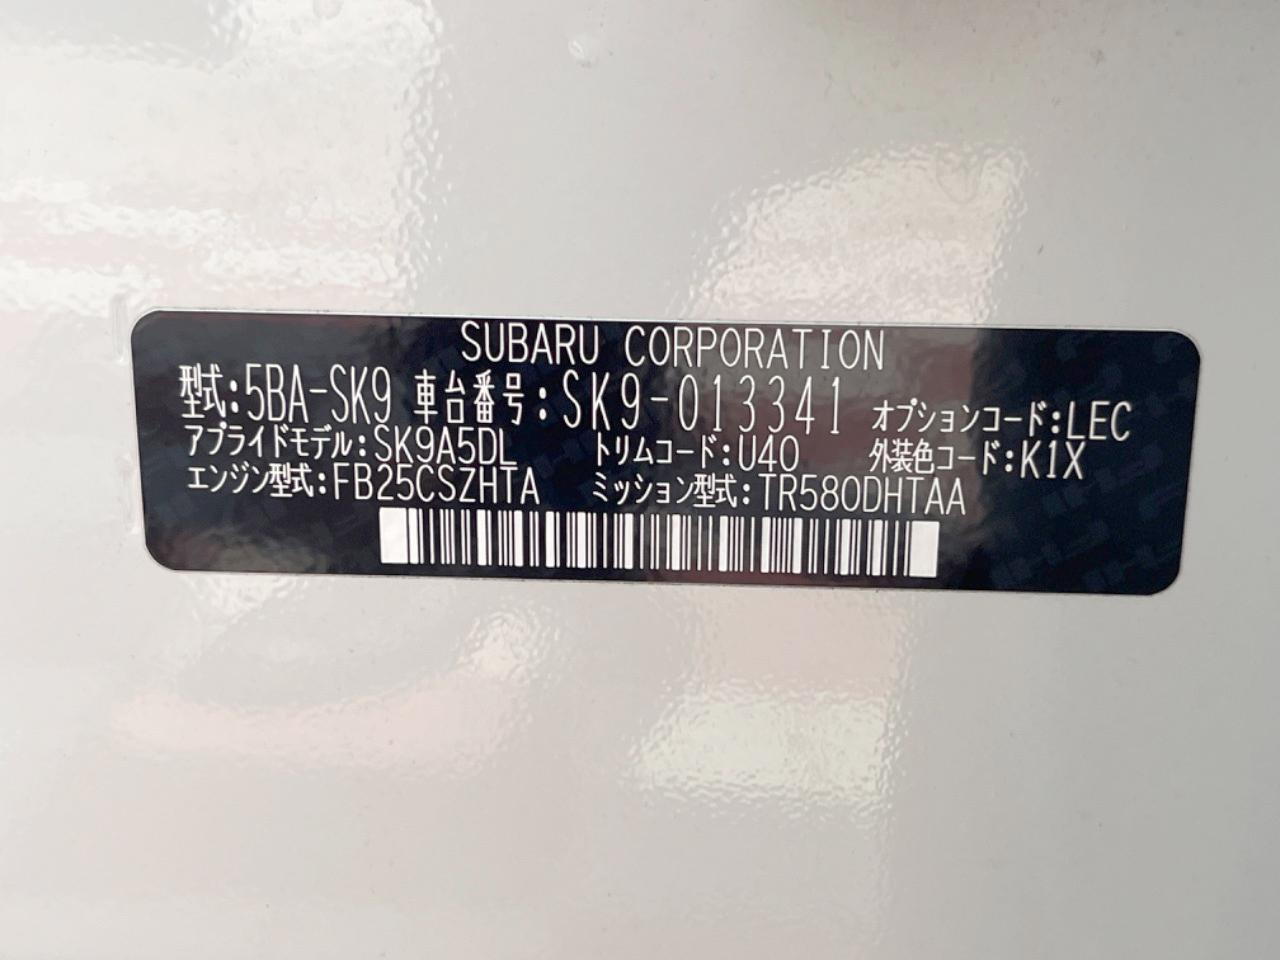 SUBARU CORPORATION
型式:5BA-SK9 車台番号:SK9-013341 オプションコード:LEC
アプライドモデル:SK9A5DL トリムコード:U40 外装色コード:K1X
エンジン型式:FB25CSZHTA ミッション型式:TR580DHTAA